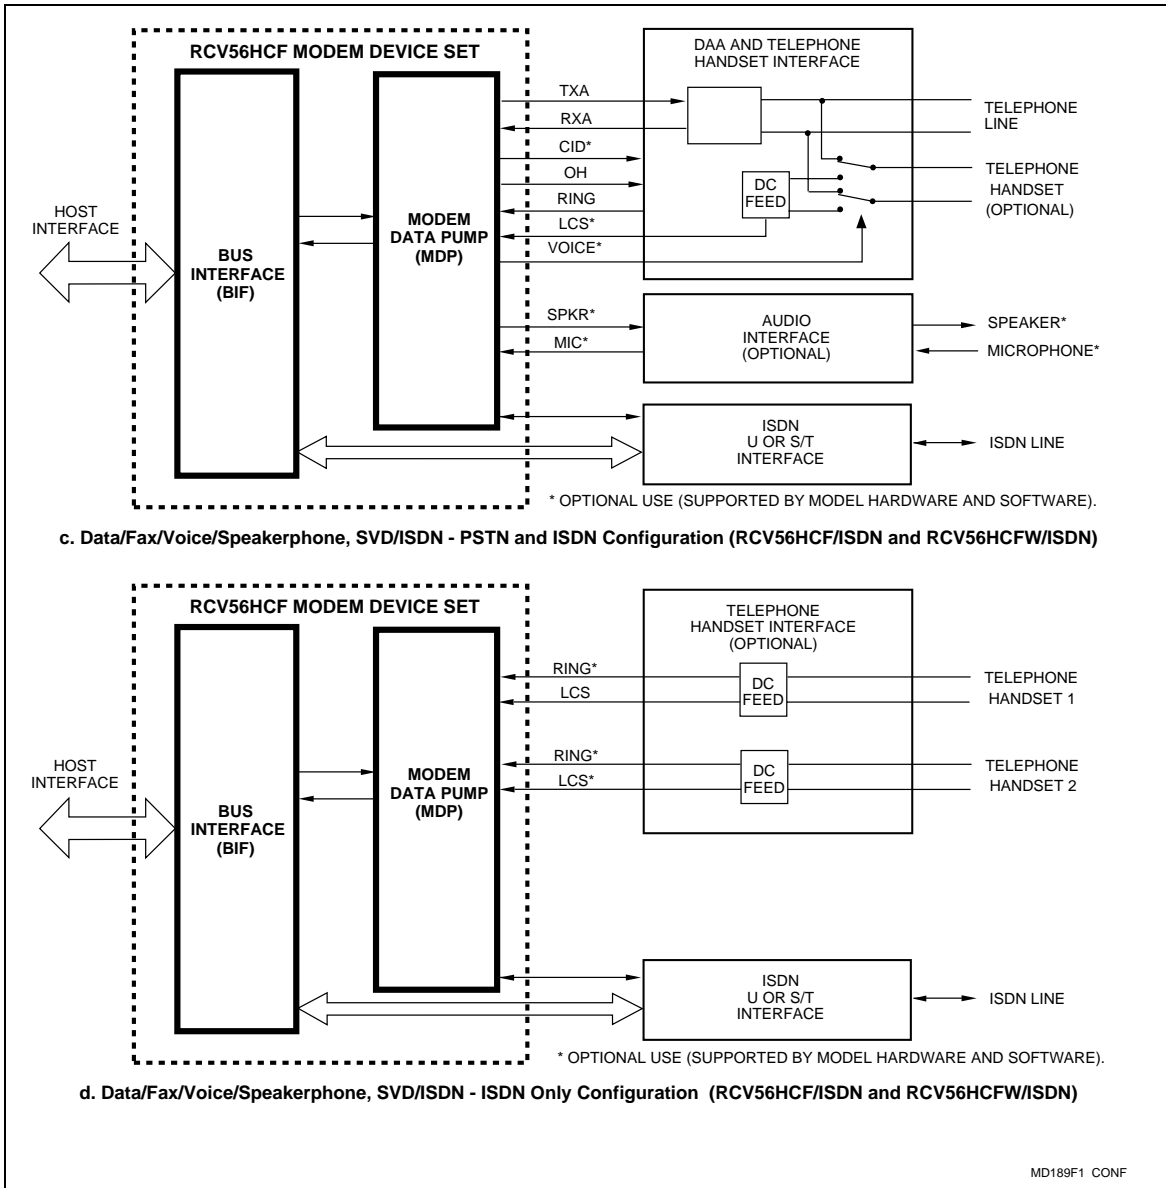 RCV56HCF MODEM DEVICE SET
DAA AND TELEPHONE
HANDSET INTERFACE
TXA
RXA
CID*
OH
RING
LCS*
VOICE*
TELEPHONE
LINE
TELEPHONE
HANDSET
(OPTIONAL)
DC
FEED
HOST
INTERFACE
BUS
INTERFACE
(BIF)
MODEM
DATA PUMP
(MDP)
SPKR*
MIC*
AUDIO
INTERFACE
(OPTIONAL)
SPEAKER*
MICROPHONE*
ISDN
U OR S/T
INTERFACE
ISDN LINE
* OPTIONAL USE (SUPPORTED BY MODEL HARDWARE AND SOFTWARE).
c. Data/Fax/Voice/Speakerphone, SVD/ISDN - PSTN and ISDN Configuration (RCV56HCF/ISDN and RCV56HCFW/ISDN)
RCV56HCF MODEM DEVICE SET
TELEPHONE
HANDSET INTERFACE
(OPTIONAL)
RING*
LCS
DC
FEED
TELEPHONE
HANDSET 1
RING*
LCS*
DC
FEED
TELEPHONE
HANDSET 2
HOST
INTERFACE
BUS
INTERFACE
(BIF)
MODEM
DATA PUMP
(MDP)
ISDN
U OR S/T
INTERFACE
ISDN LINE
* OPTIONAL USE (SUPPORTED BY MODEL HARDWARE AND SOFTWARE).
d. Data/Fax/Voice/Speakerphone, SVD/ISDN - ISDN Only Configuration (RCV56HCF/ISDN and RCV56HCFW/ISDN)
MD189F1 CONF